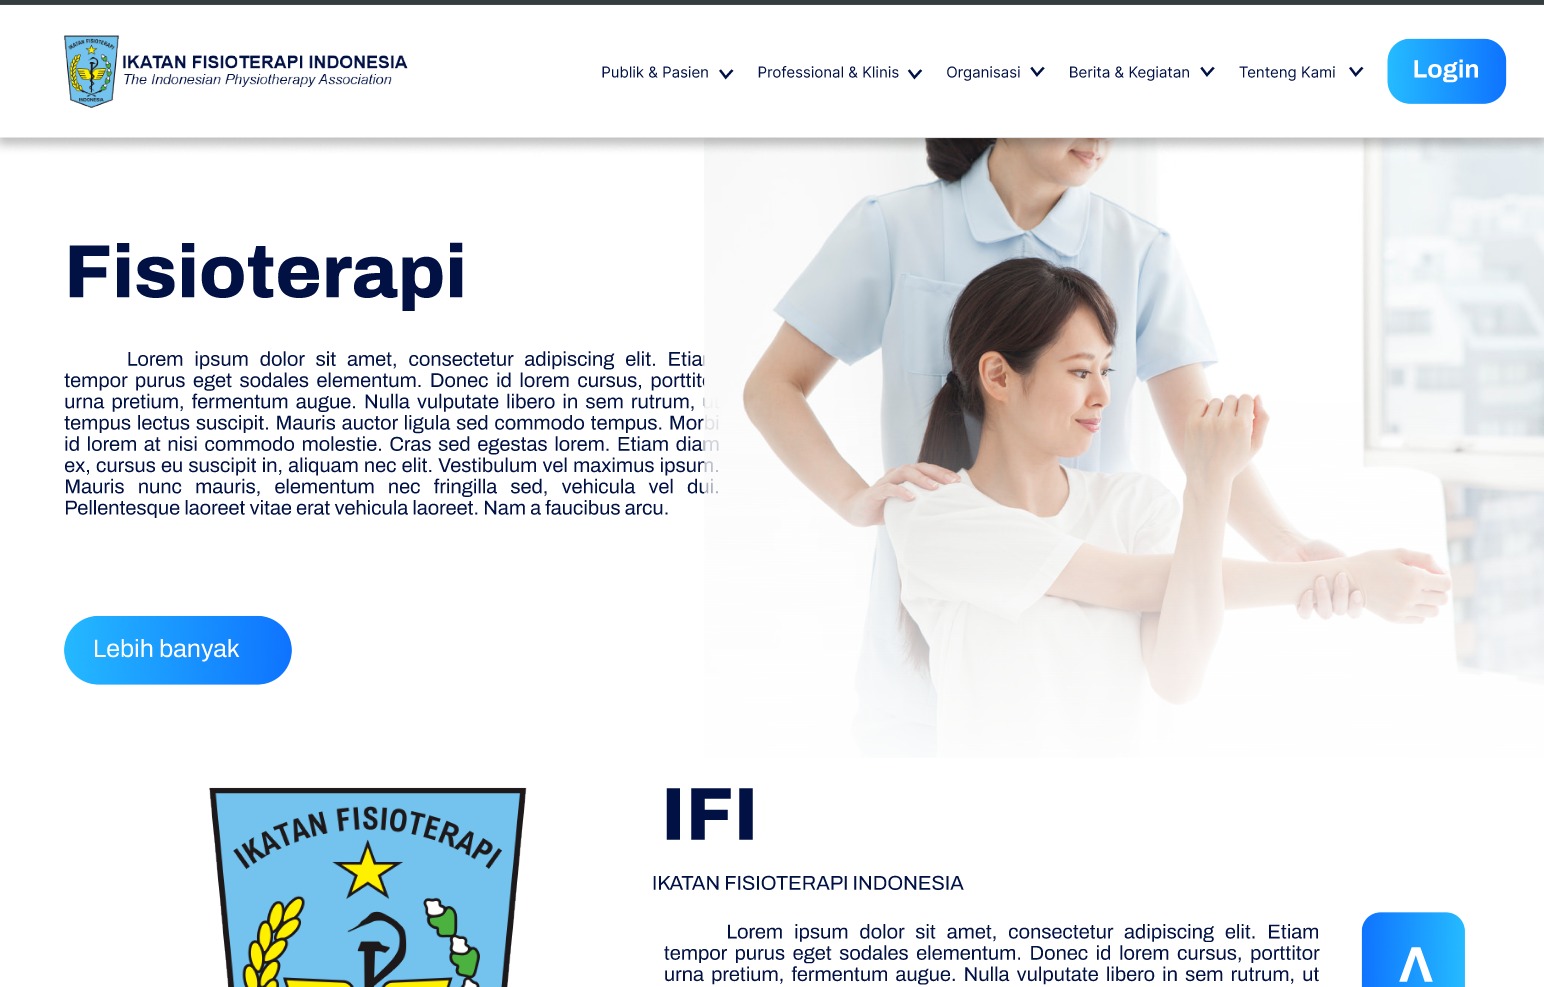 IKATAN FISIOTERAPI
INDONESIA
IKATAN FISIOTERAPI INDONESIA
The Indonesian Physiotherapy Association
Publik & Pasien
Professional & Klinis
Organisasi
Berita & Kegiatan
Tenteng Kami
Login
Fisioterapi
Lorem ipsum dolor sit amet, consectetur adipiscing elit.
tempor purus eget sodales elementum. Donec id lorem cursus,
urna pretium, fermentum augue. Nulla vulputate libero in sem rutrum, ut
tempus lectus suscipit. Mauris auctor ligula sed commodo tempus. Morbi
id lorem at nisi commodo molestie. Cras sed egestas lorem. Etiam diam
ex, cursus eu suscipit in, aliquam nec elit. Vestibulum vel maximus ipsum.
Mauris nunc mauris, elementum nec fringilla sed, vehicula vel dui.
Pellentesque laoreet vitae erat vehicula laoreet. Nam a faucibus arcu.
Lebih banyak
IKATAN FISIOTERAPI
IFI
IKATAN FISIOTERAPI INDONESIA
Lorem ipsum dolor sit amet, consectetur adipiscing elit. Etiam
tempor purus eget sodales elementum. Donec id lorem cursus, porttitor
urna pretium, fermentum augue. Nulla vulputate libero in sem rutrum, ut